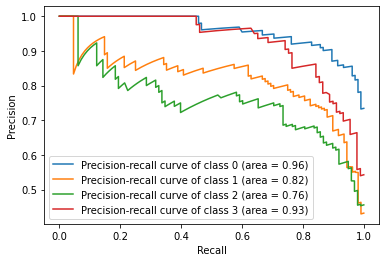 1.0
0.9
0.8
0.7
0.6
0.5
Precision
Precision-recall curve of class 0 (area = 0.96)
Precision-recall curve of class 1 (area = 0.82)
Precision-recall curve of class 2 (area = 0.76)
Precision-recall curve of class 3 (area = 0.93)
0.0 0.2 0.4 0.6 0.8 1.0
Recall